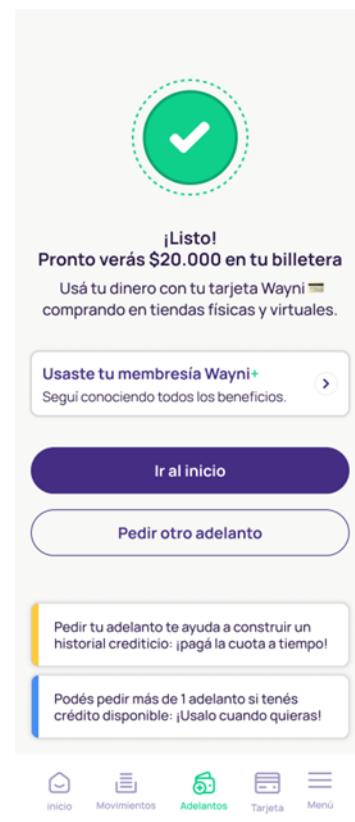 ¡Listo!
Pronto verás $20.000 en tu billetera
Usá tu dinero con tu tarjeta Wayni 💳
comprando en tiendas físicas y virtuales.
Usaste tu membresía Wayni+
Seguí conociendo todos los beneficios.
Ir al inicio
Pedir otro adelanto
Pedir tu adelanto te ayuda a construir un
historial crediticio: ¡pagá la cuota a tiempo!
Podés pedir más de 1 adelanto si tenés
crédito disponible: ¡Usalo cuando quieras!
inicio
Movimientos
Adelantos
Tarjeta
Menú